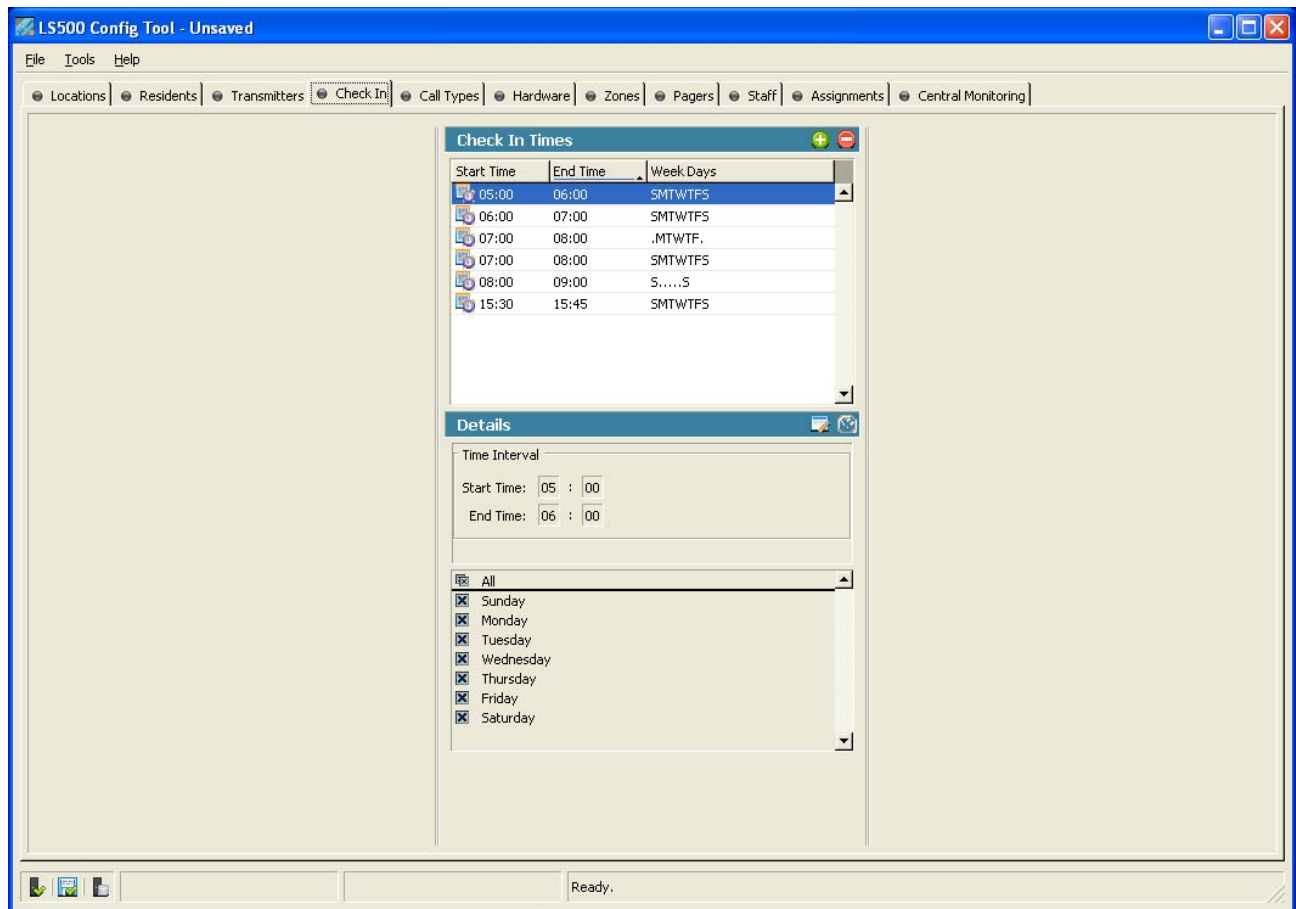 LS500 Config Tool - Unsaved
File Tools Help
Locations Residents Transmitters Check In Call Types Hardware Zones Pagers Staff Assignments Central Monitoring
Check In Times
Start Time End Time Week Days
05:00 06:00 SMTWTFS
06:00 07:00 SMTWTFS
07:00 08:00 .MTWTF.
07:00 08:00 SMTWTFS
08:00 09:00 S.....S
15:30 15:45 SMTWTFS
Details
Time Interval
Start Time: 05 : 00
End Time: 06 : 00
All
Sunday
Monday
Tuesday
Wednesday
Thursday
Friday
Saturday
Ready.